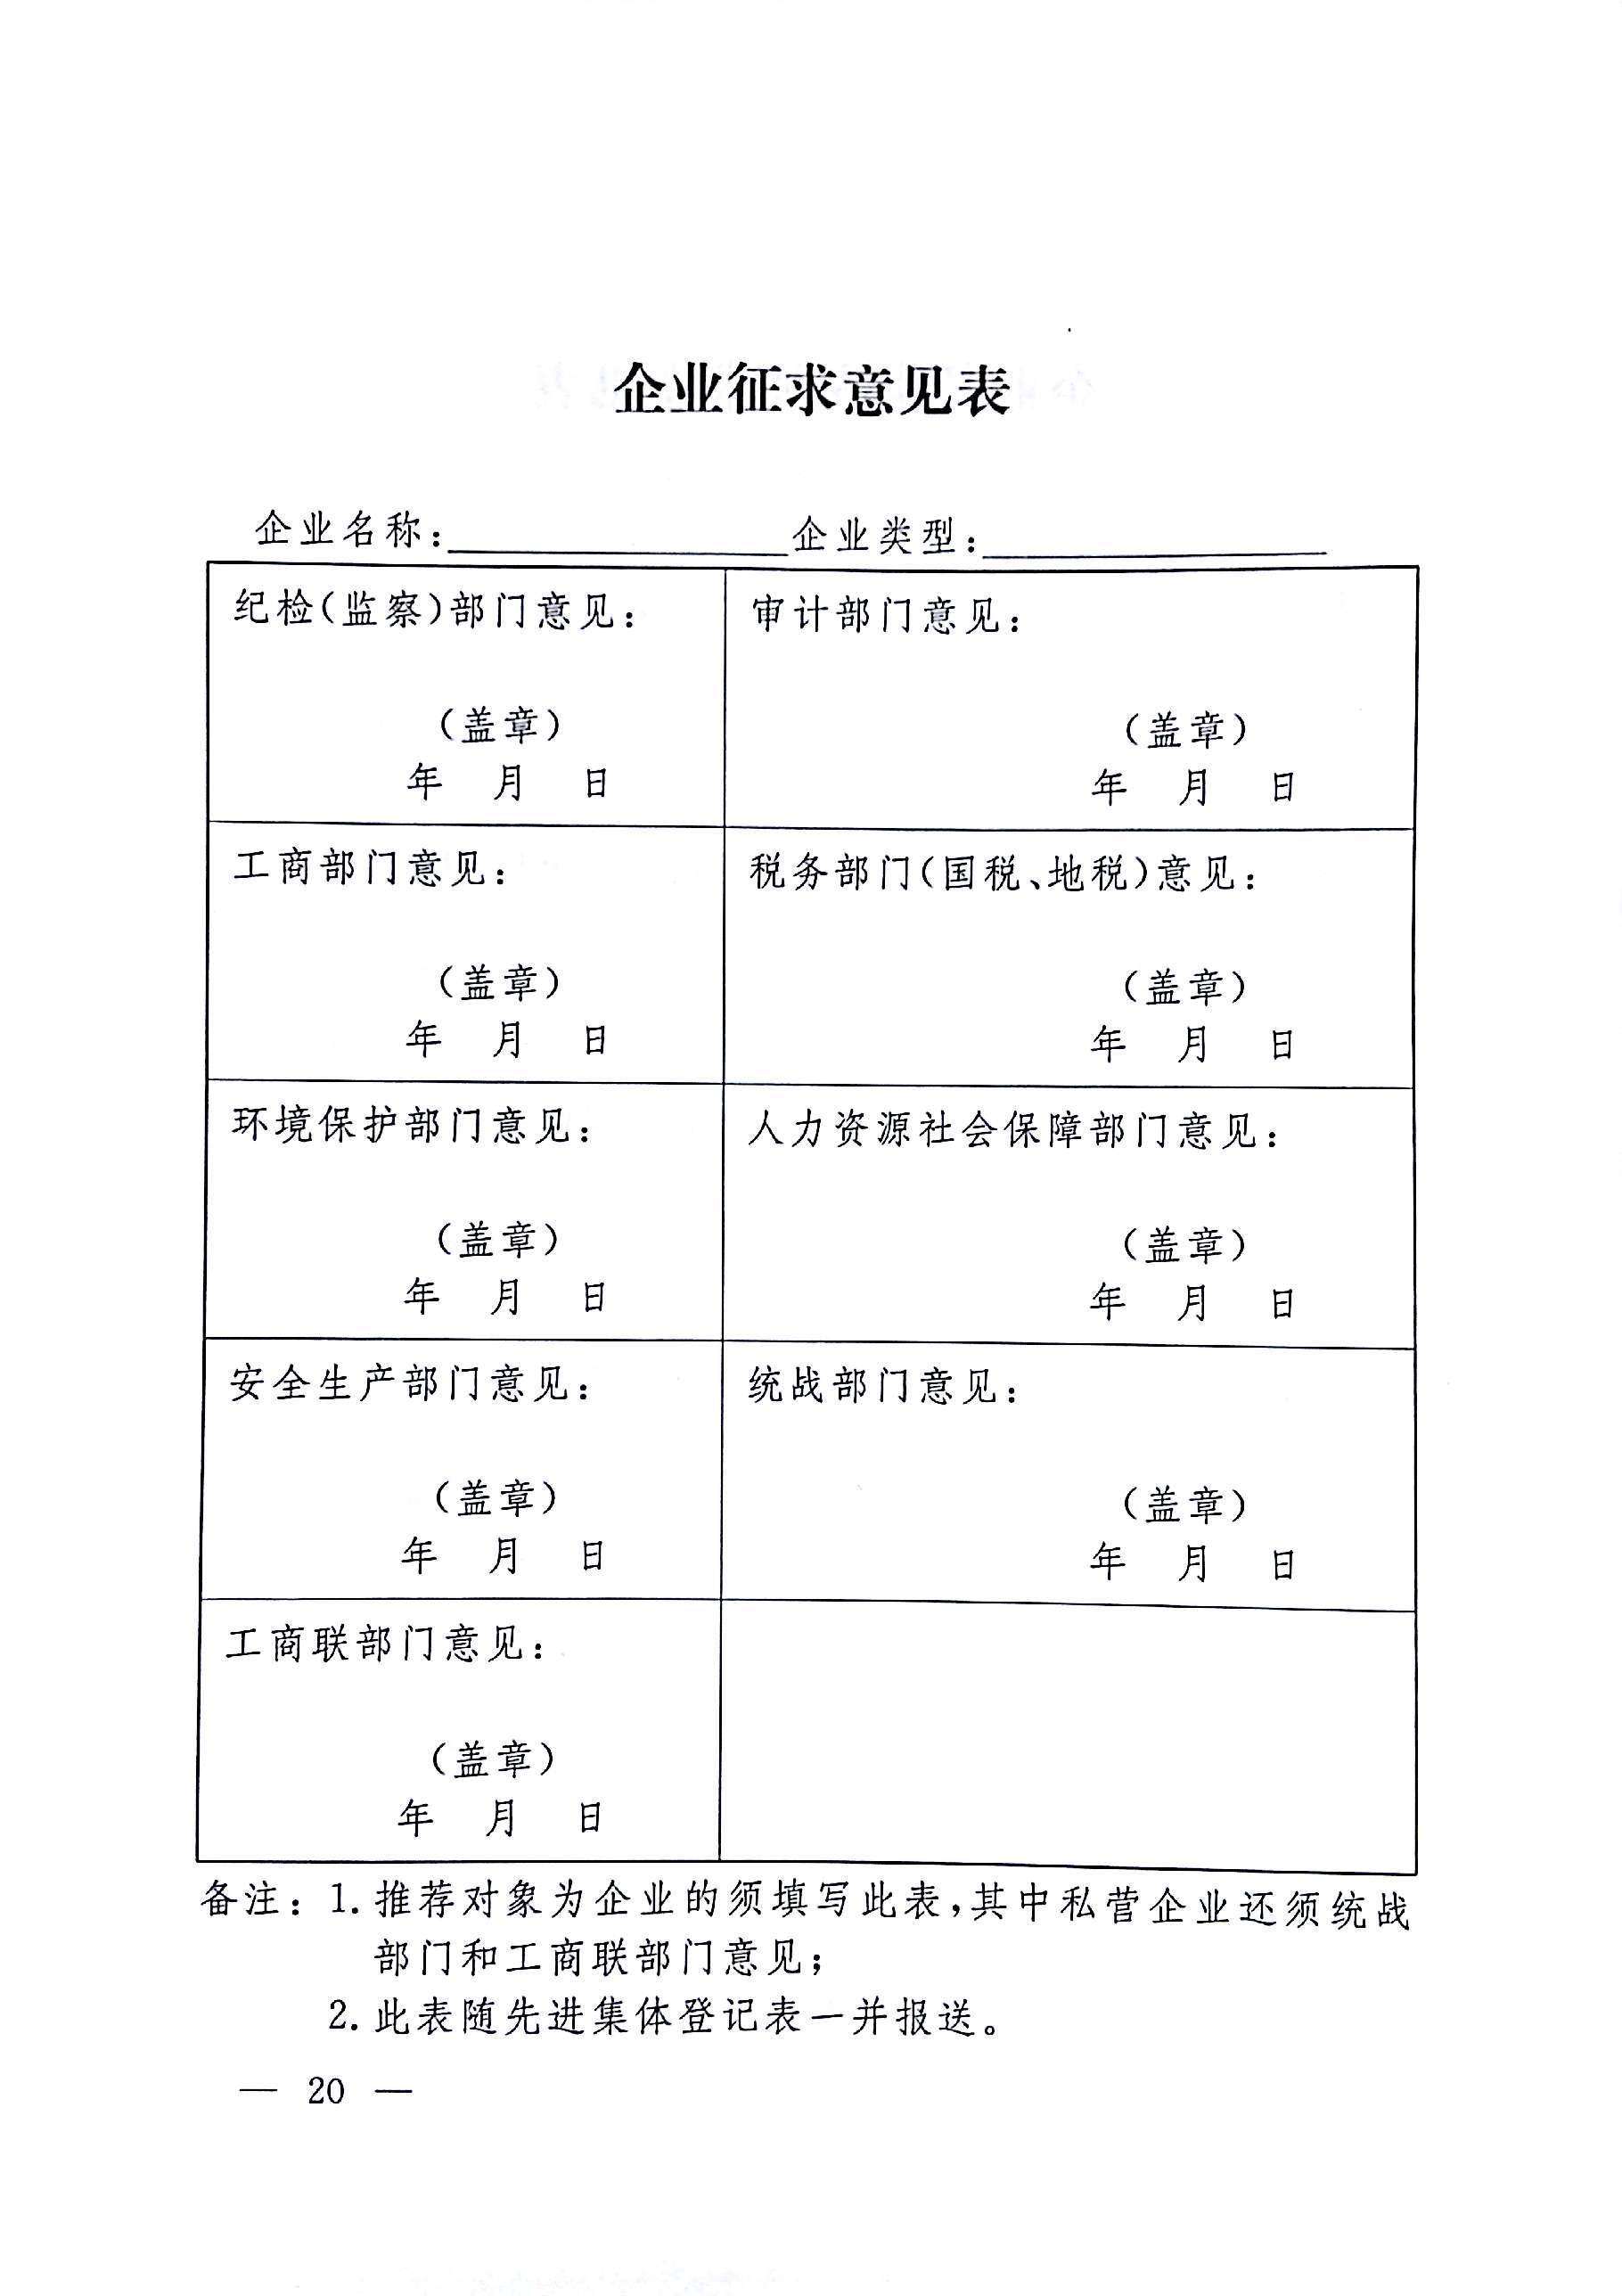 企业征求意见表
企业名称：企业类型：
纪检(监察)部门意见：
(盖章)
年 月 日
审计部门意见：
(盖章)
年 月 日
工商部门意见：
(盖章)
年 月 日
税务部门(国税、地税)意见：
(盖章)
年 月 日
环境保护部门意见：
(盖章)
年 月 日
人力资源社会保障部门意见：
(盖章)
年 月 日
安全生产部门意见：
(盖章)
年 月 日
统战部门意见：
(盖章)
年 月 日
工商联部门意见：
(盖章)
年 月 日
备注：1.推荐对象为企业的须填写此表,其中私营企业还须统战
部门和工商联部门意见；
2.此表随先进集体登记表一并报送。
— 20 —